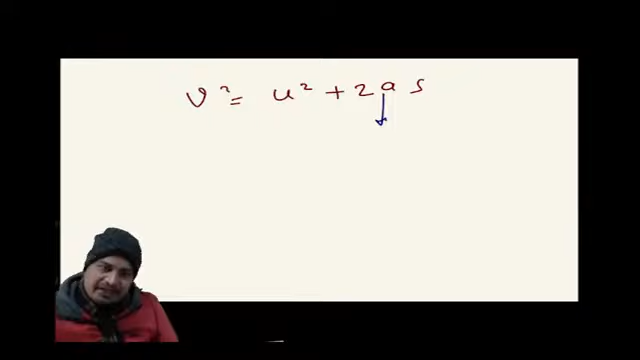 v² = u² + 2as